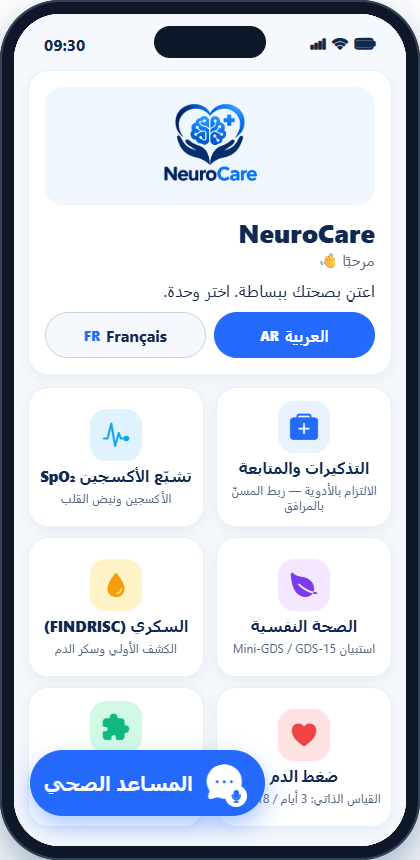 09:30
NeuroCare
NeuroCare
مرحبًا 👋
اعتنِ بصحتك ببساطة. اختر وحدة.
العربية AR
FR Français
التذكيرات والمتابعة
الالتزام بالأدوية — ربط المسنّ
بالمرافق
تشبّع الأكسجين SpO₂
الأكسجين ونبض القلب
الصحة النفسية
استبيان Mini-GDS / GDS-15
السكري (FINDRISC)
الكشف الأولي وسكر الدم
ضغط الدم
القياس الذاتي: 3 أيام / 18
المساعد الصحي